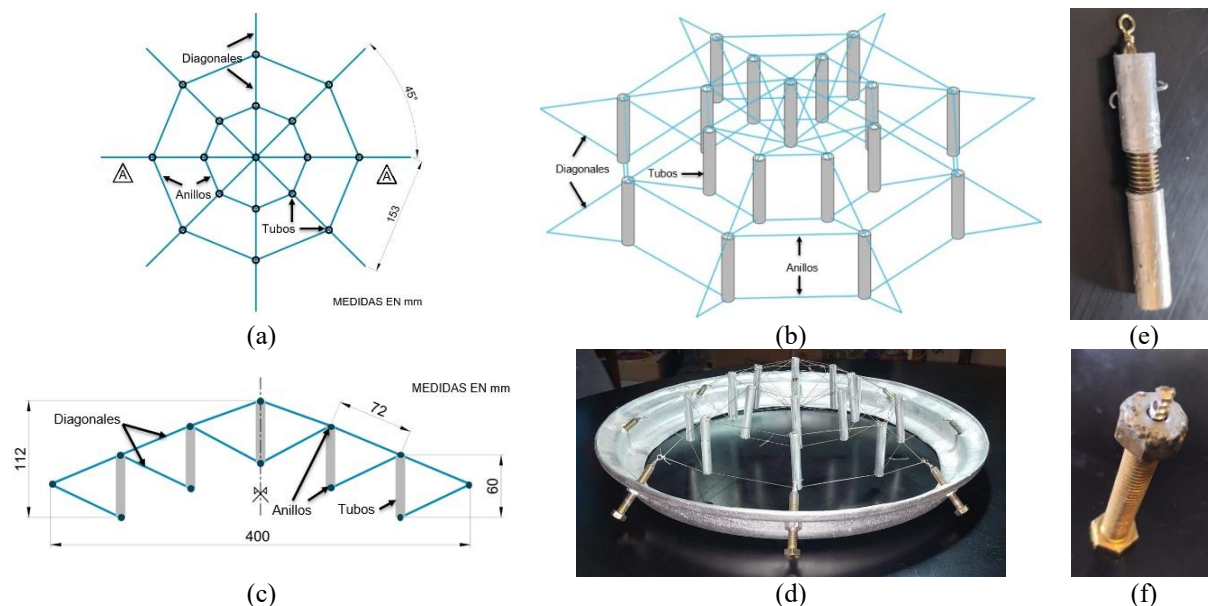 Diagonales
45°
A
A
Anillos
153
Tubos
MEDIDAS EN mm
(a)
Diagonales
Tubos
Anillos
(b)
(e)
MEDIDAS EN mm
Diagonales
72
112
Anillos
Tubos
60
400
(c)
(d)
(f)